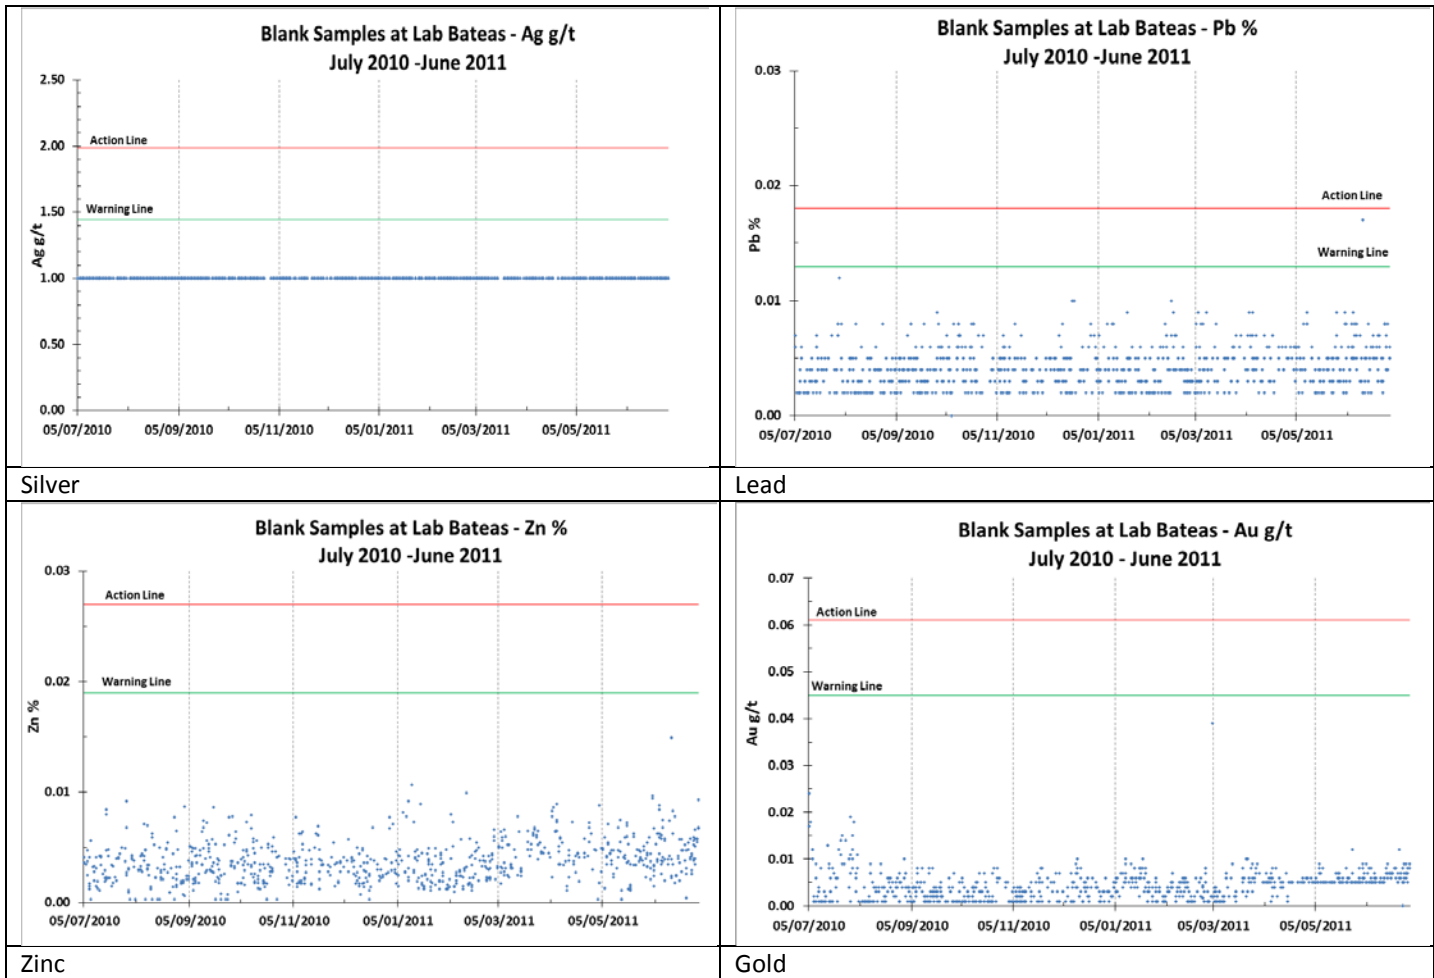 Blank Samples at Lab Bateas - Ag g/t
July 2010 -June 2011
2.50
Action Line
2.00
Warning Line
1.50
Ag g/t
1.00
0.50
0.00
05/07/2010 05/09/2010 05/11/2010 05/01/2011 05/03/2011 05/05/2011
Silver
Blank Samples at Lab Bateas - Pb %
July 2010 -June 2011
0.03
0.02
Action Line
Pb %
Warning Line
0.01
0.00
05/07/2010 05/09/2010 05/11/2010 05/01/2011 05/03/2011 05/05/2011
Lead
Blank Samples at Lab Bateas - Zn %
July 2010 -June 2011
0.03
Action Line
0.02
Warning Line
Zn %
0.01
0.00
05/07/2010 05/09/2010 05/11/2010 05/01/2011 05/03/2011 05/05/2011
Zinc
Blank Samples at Lab Bateas - Au g/t
July 2010 - June 2011
0.07
Action Line
0.06
0.05
Warning Line
0.04
Au g/t
0.03
0.02
0.01
0.00
05/07/2010 05/09/2010 05/11/2010 05/01/2011 05/03/2011 05/05/2011
Gold